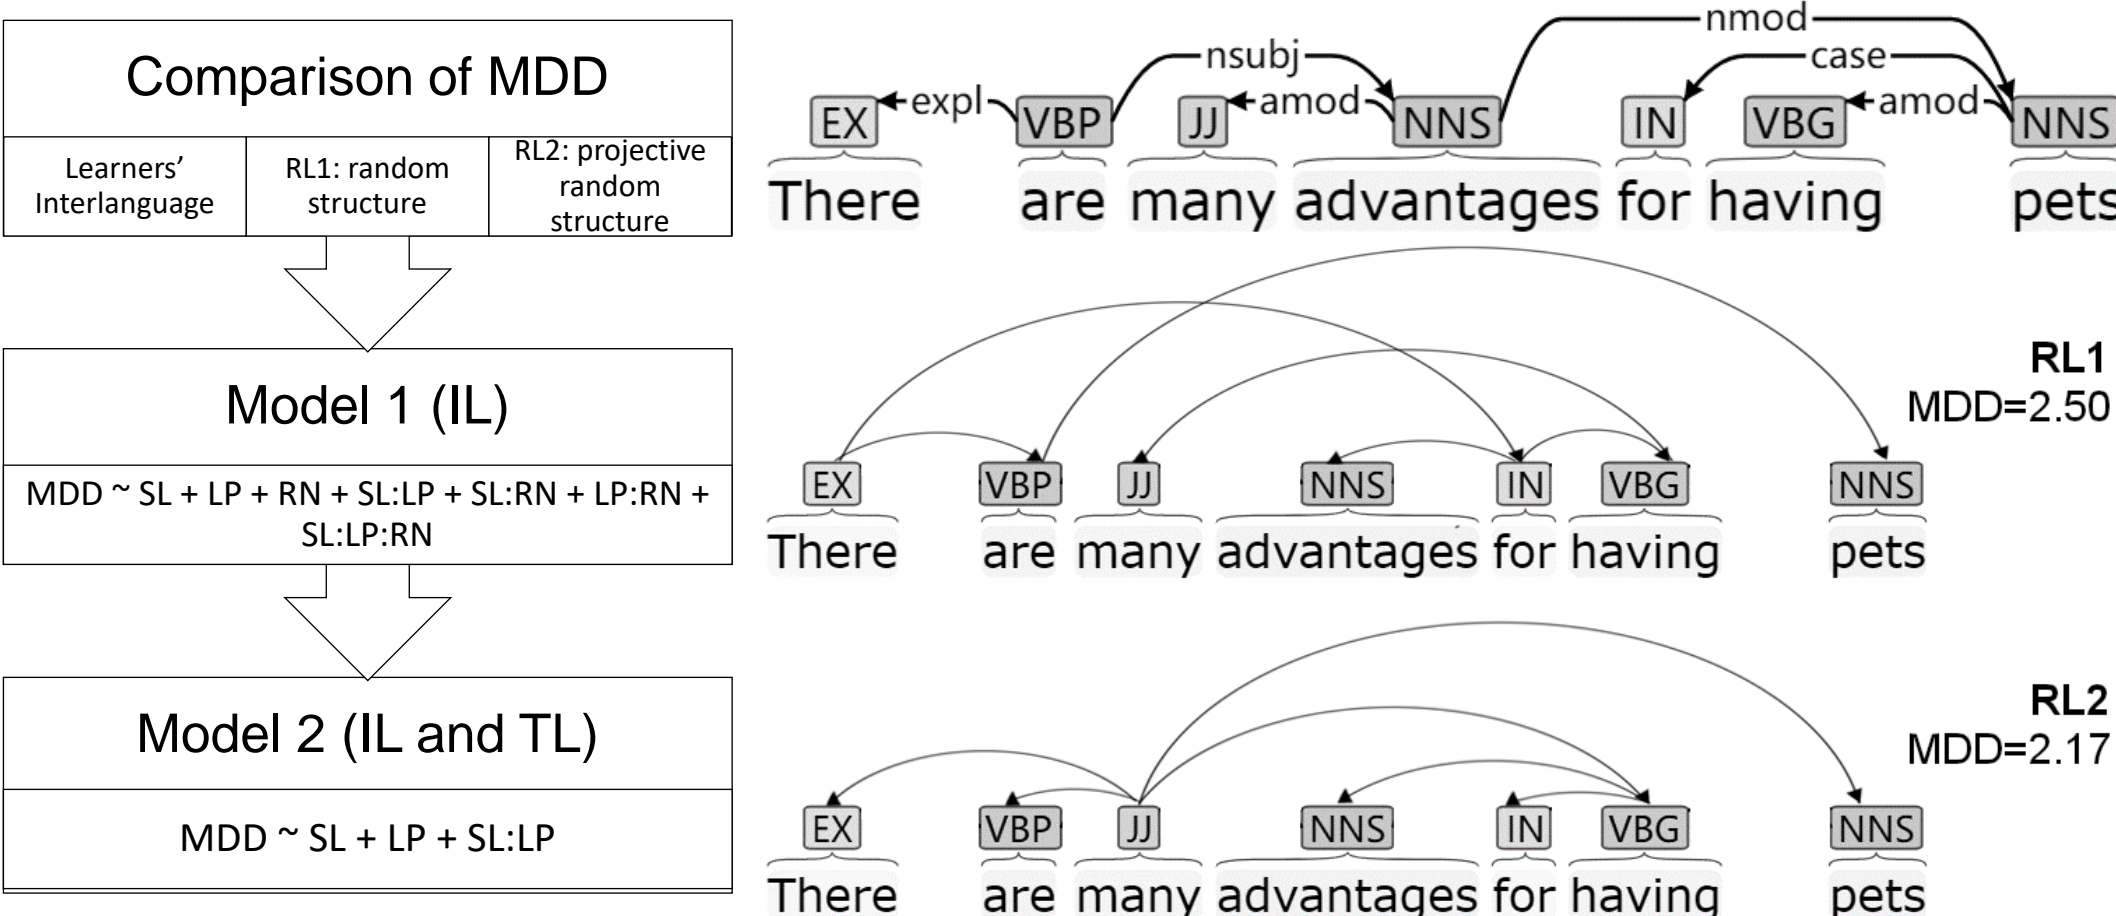 Comparison of MDD
Learners’
Interlanguage
RL1: random
structure
RL2: projective
random
structure
Model 1 (IL)
MDD ~ SL + LP + RN + SL:LP + SL:RN + LP:RN +
SL:LP:RN
Model 2 (IL and TL)
MDD ~ SL + LP + SL:LP
nmod
nsubj case
expl amod amod
EX VBP JJ NNS IN VBG NNS
There are many advantages for having pets
RL1
MDD=2.50
EX VBP JJ NNS IN VBG NNS
There are many advantages for having pets
RL2
MDD=2.17
EX VBP JJ NNS IN VBG NNS
There are many advantages for having pets